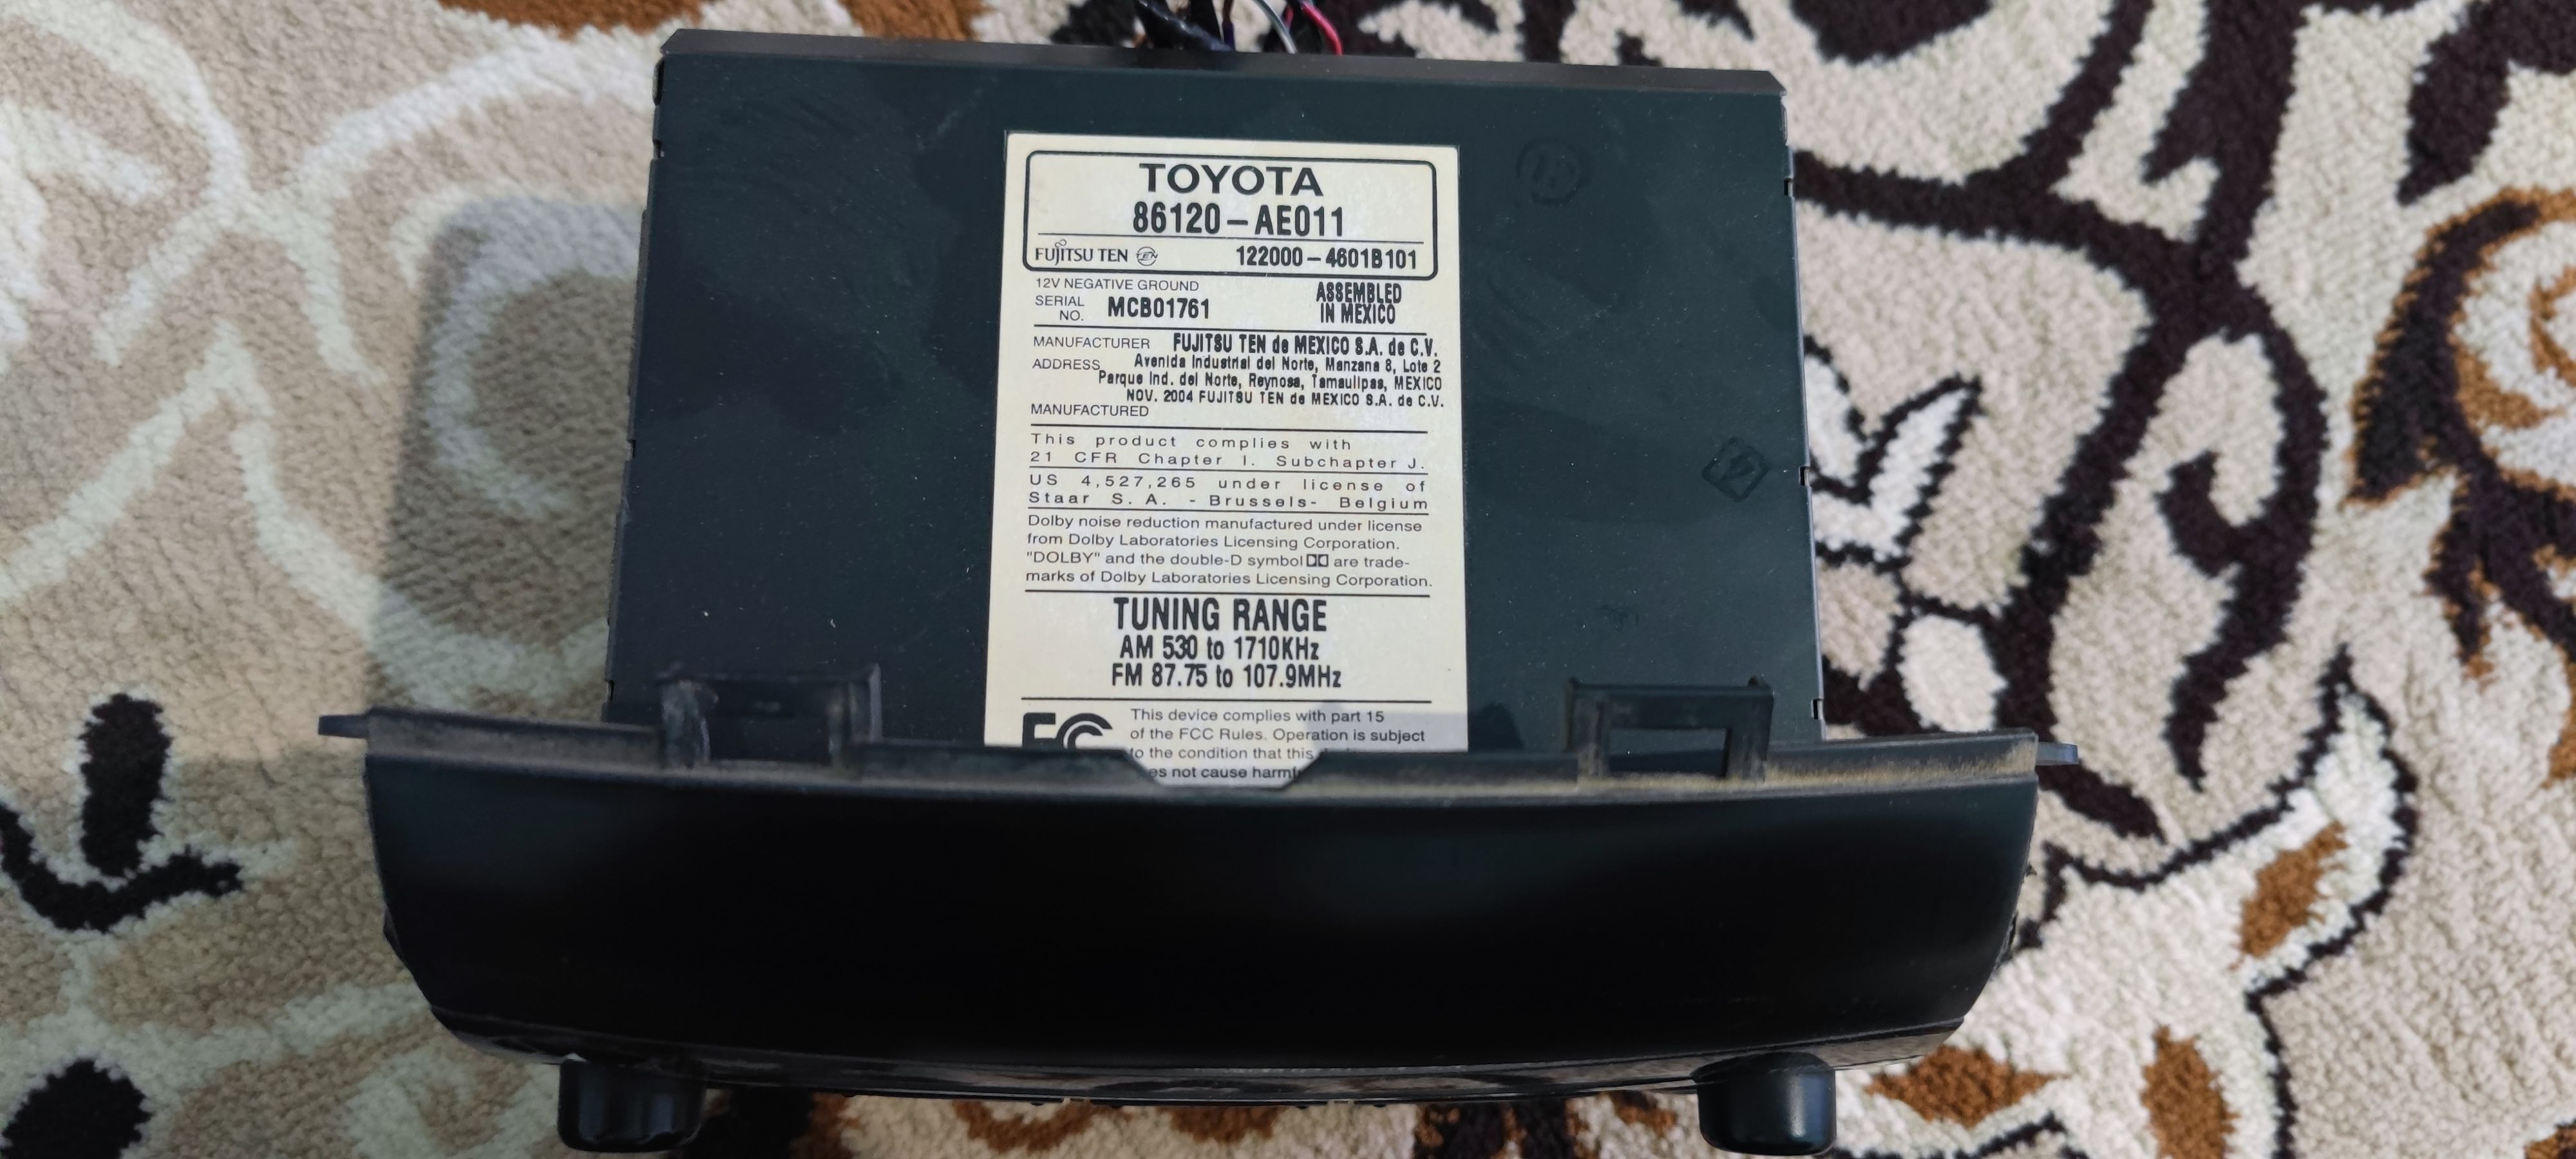 TOYOTA
86120-AE011
FUJITSU TEN TEN 122000-4601B101
12V NEGATIVE GROUND
SERIAL NO. MCB01761
ASSEMBLED IN MEXICO
MANUFACTURER FUJITSU TEN de MEXICO S.A. de C.V.
ADDRESS Avenida Industrial del Norte, Manzana 8, Lote 2
Parque Ind. del Norte, Reynosa, Tamaulipas, MEXICO
NOV. 2004 FUJITSU TEN de MEXICO S.A. de C.V.
MANUFACTURED
This product complies with
21 CFR Chapter I. Subchapter J.
US 4,527,265 under license of
Staar S. A. - Brussels- Belgium
Dolby noise reduction manufactured under license
from Dolby Laboratories Licensing Corporation.
"DOLBY" and the double-D symbol are trade-
marks of Dolby Laboratories Licensing Corporation.
TUNING RANGE
AM 530 to 1710KHz
FM 87.75 to 107.9MHz
FC This device complies with part 15
of the FCC Rules. Operation is subject
to the condition that this
not cause